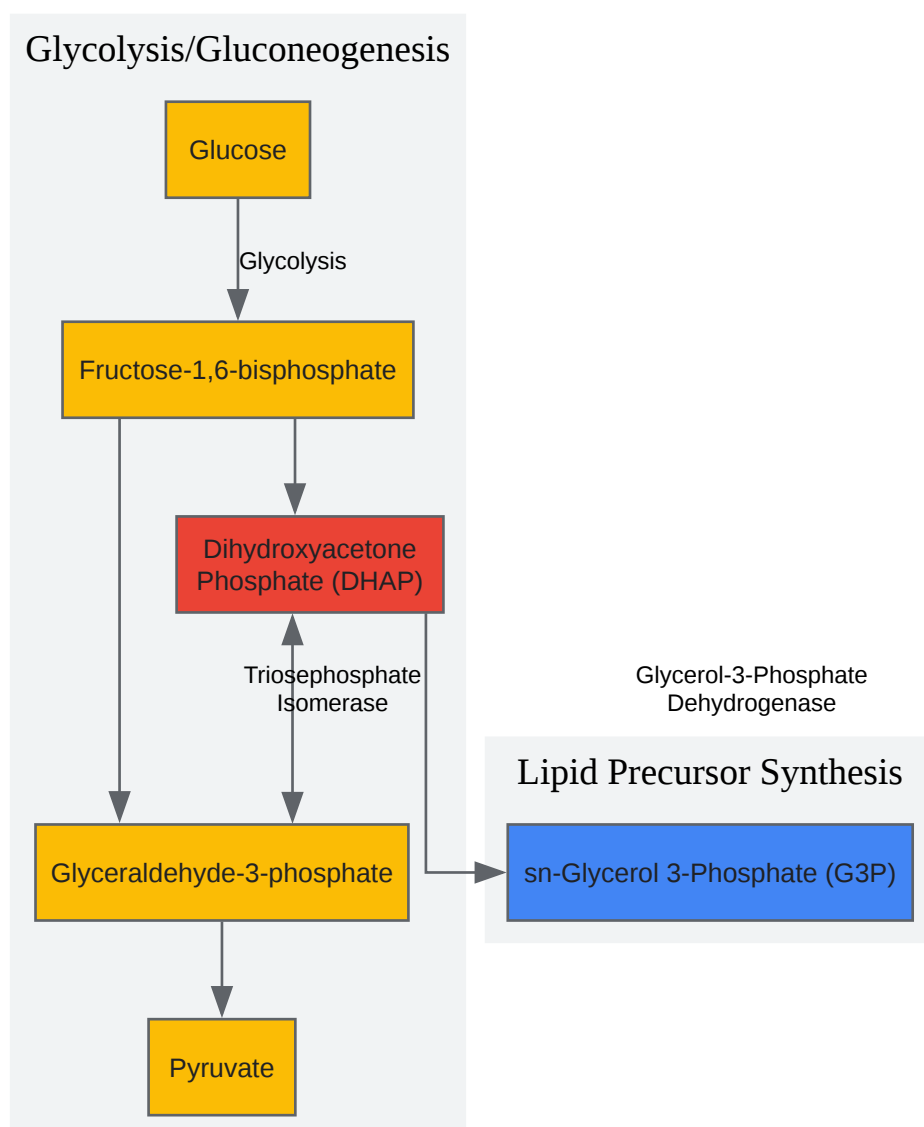 Glycolysis/Gluconeogenesis
Glucose
Glycolysis
Fructose-1,6-bisphosphate
Dihydroxyacetone
Phosphate (DHAP)
Triosephosphate
Isomerase
Glycerol-3-Phosphate
Dehydrogenase
Lipid Precursor Synthesis
Glyceraldehyde-3-phosphate
sn-Glycerol 3-Phosphate (G3P)
Pyruvate